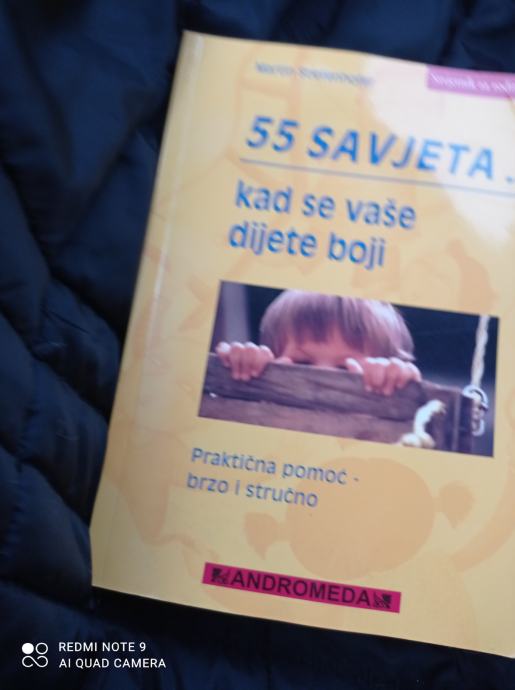 55 SAVJETA .
kad se vaše
dijete boji
Praktična pomoć -
brzo i stručno
ANDROMEDA
REDMI NOTE 9
AI QUAD CAMERA